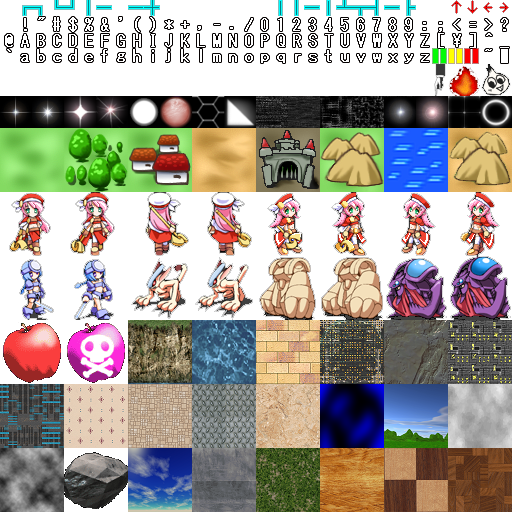 !"#$%&'()*+,-./0123456789:;<=>?
@ABCDEFGHIJKLMNOPQRSTUVWXYZ[¥]^_
`abcdefghijklmnopqrstuvwxyz